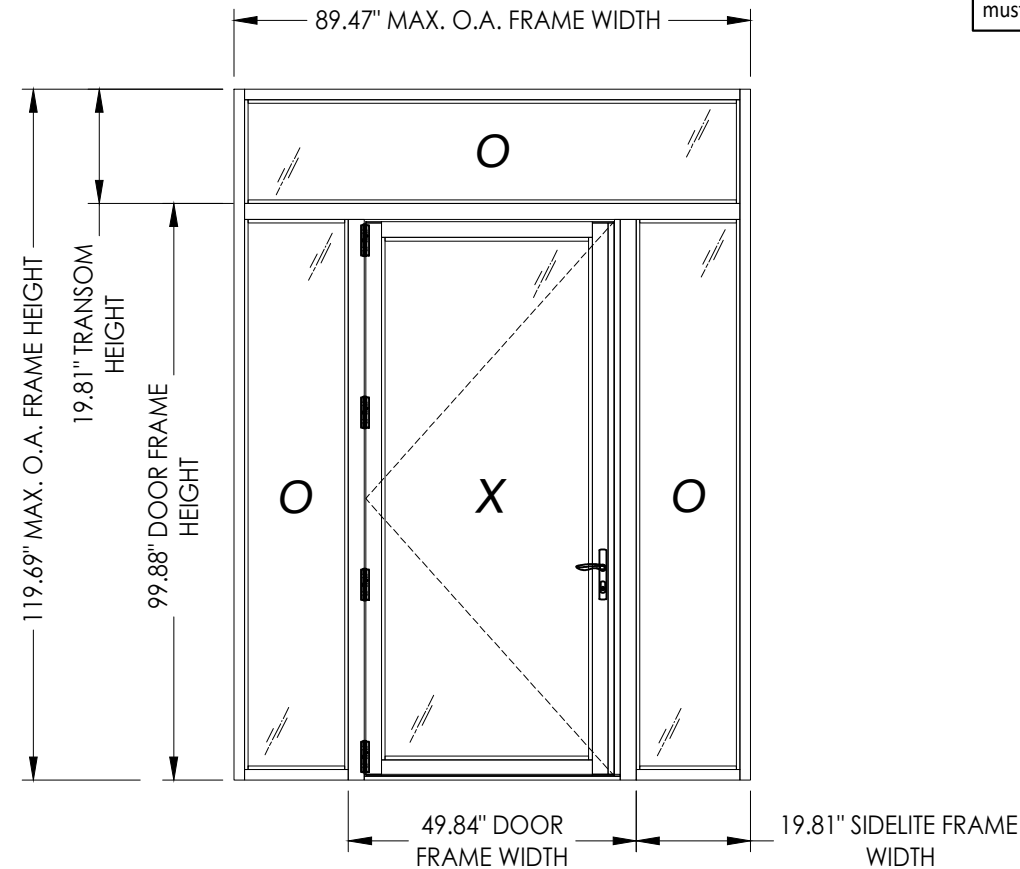 must
89.47" MAX. O.A. FRAME WIDTH
119.69" MAX. O.A. FRAME HEIGHT
19.81" TRANSOM
HEIGHT
99.88" DOOR FRAME
HEIGHT
O
O
X
O
49.84" DOOR
FRAME WIDTH
19.81" SIDELITE FRAME
WIDTH